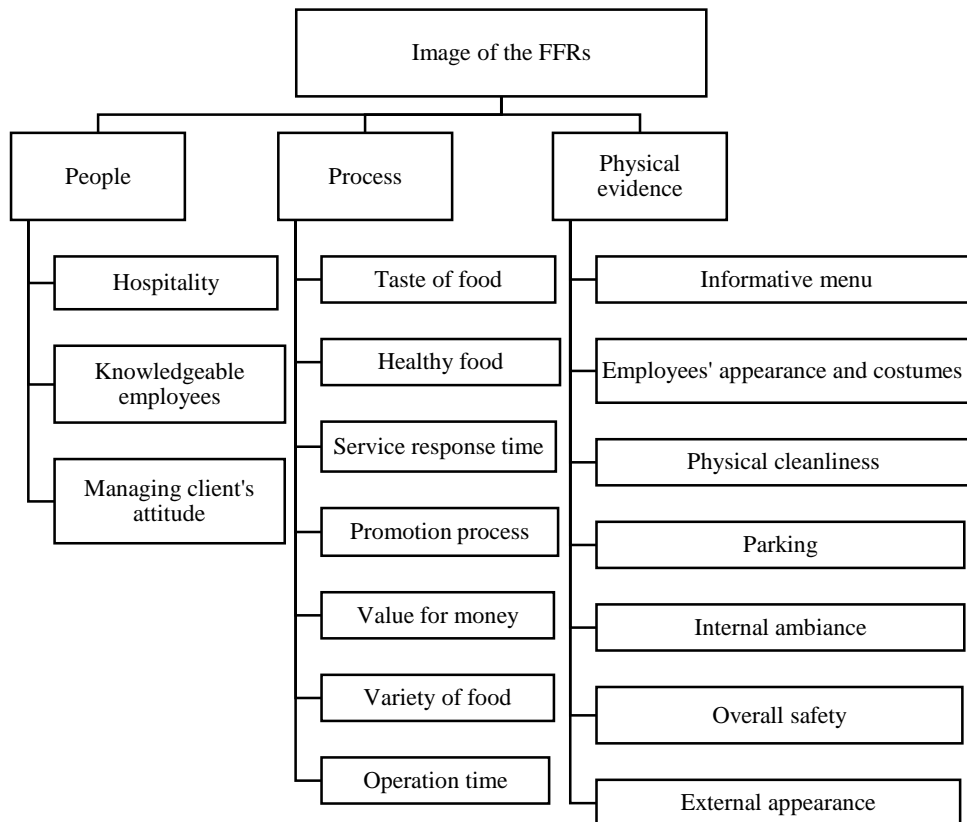 Image of the FFRs
People
Process
Physical
evidence
Hospitality
Knowledgeable
employees
Managing client's
attitude
Taste of food
Healthy food
Service response time
Promotion process
Value for money
Variety of food
Operation time
Informative menu
Employees' appearance and costumes
Physical cleanliness
Parking
Internal ambiance
Overall safety
External appearance